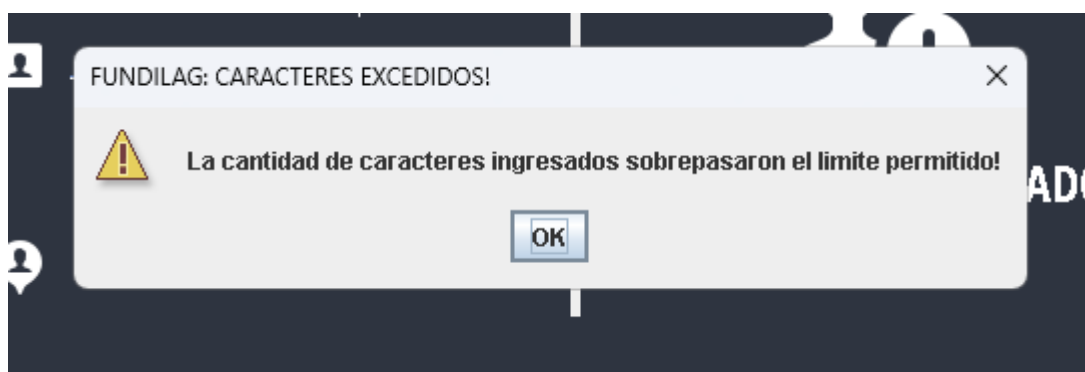 FUNDILAG: CARACTERES EXCEDIDOS!
La cantidad de caracteres ingresados sobrepasaron el limite permitido!
OK